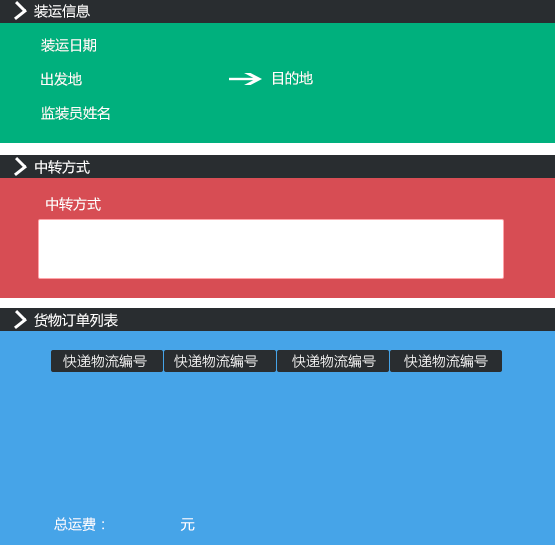 装运信息
装运日期
出发地 目的地
监装员姓名
中转方式
中转方式
货物订单列表
快递物流编号 快递物流编号 快递物流编号 快递物流编号
总运费： 元